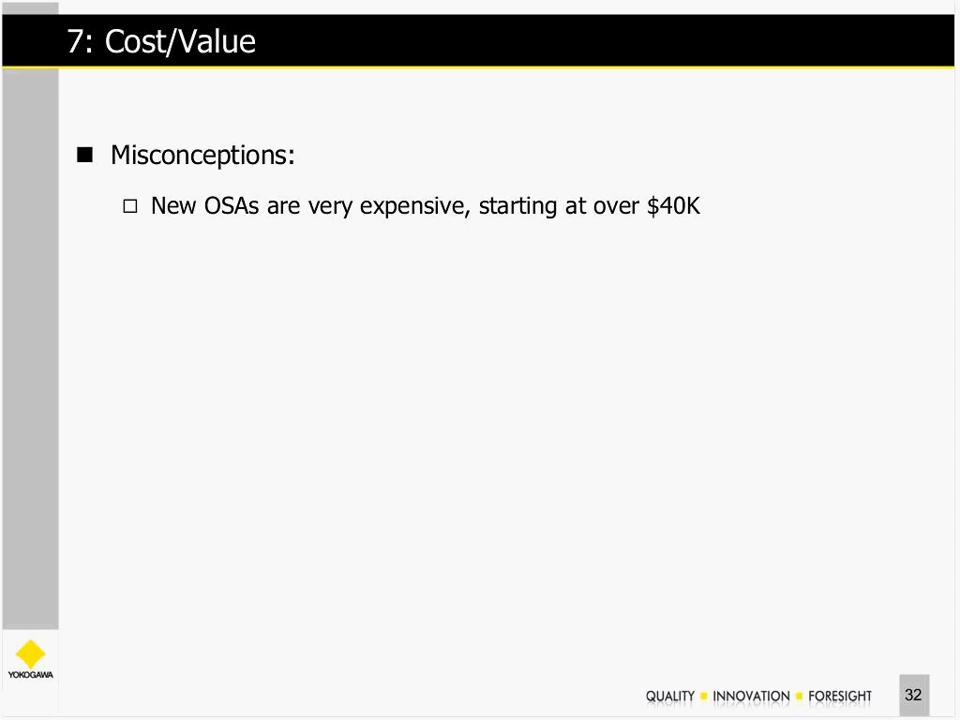 7: Cost/Value
Misconceptions:
New OSAs are very expensive, starting at over $40K
YOKOGAWA
QUALITY ■ INNOVATION ■ FORESIGHT
32